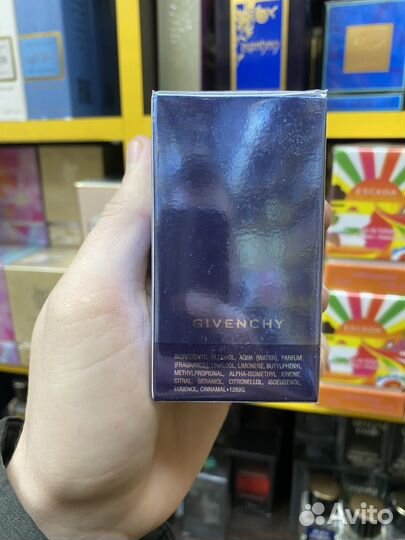 GIVENCHY
INGREDIENTS: ALCOHOL, AQUA (WATER), PARFUM
(FRAGRANCE), LINALOOL, LIMONENE, BUTYLPHENYL
METHYLPROPIONAL, ALPHA-ISOMETHYL IONONE,
CITRAL, GERANIOL, CITRONELLOL, ISOEUGENOL,
EUGENOL, CINNAMAL•1269G.
ESCADA
ESCADA
Avito